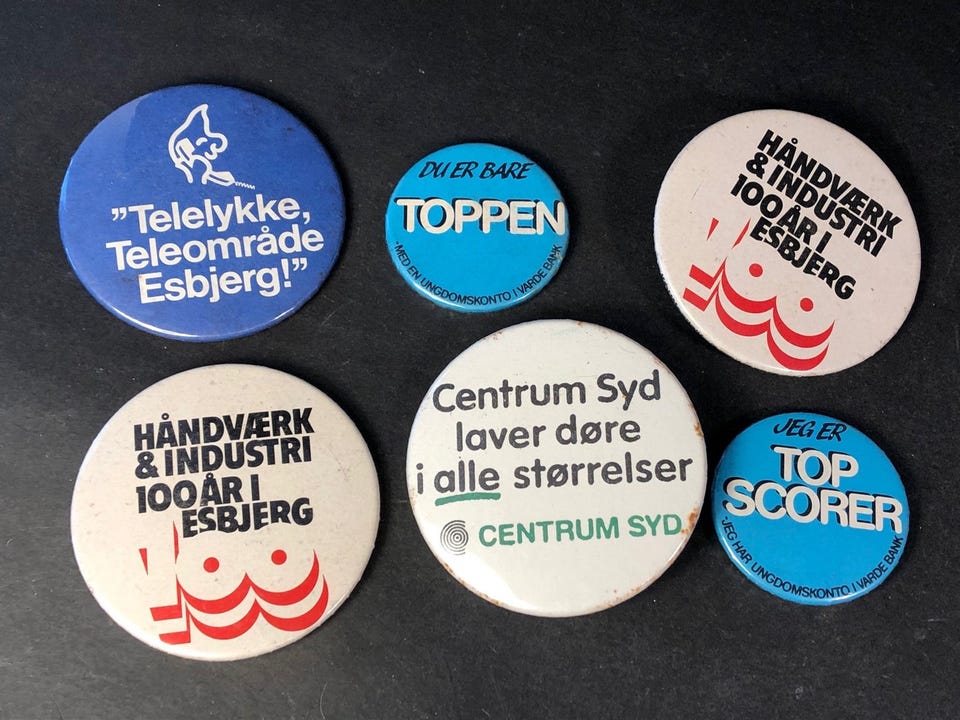 "Telelykke,
Teleområde
Esbjerg!"
DU ER BARE
TOPPEN
-MED EN UNGDOMSKONTO I VARDE BANK
HÅNDVÆRK
& INDUSTRI
100 ÅR I
ESBJERG
100
HÅNDVÆRK
& INDUSTRI
100 ÅR I
ESBJERG
100
Centrum Syd
laver døre
i alle størrelser
CENTRUM SYD
JEG ER
TOP
SCORER
-JEG HAR UNGDOMSKONTO I VARDE BANK